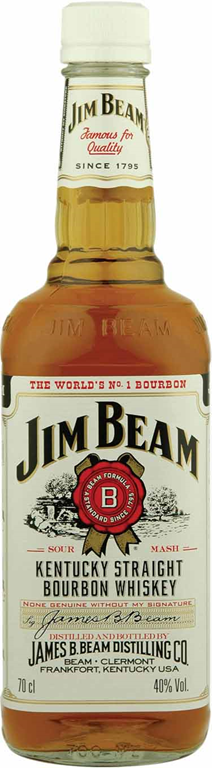 JIM BEAM
Famous for
Quality
SINCE 1795
JIM BEAM
THE WORLD'S No. 1 BOURBON
JIM BEAM
BEAM FORMULA
B
A STANDARD SINCE 1795
SOUR MASH
KENTUCKY STRAIGHT
BOURBON WHISKEY
NONE GENUINE WITHOUT MY SIGNATURE
James B. Beam
DISTILLED AND BOTTLED BY
JAMES B. BEAM DISTILLING CO.
BEAM · CLERMONT
FRANKFORT, KENTUCKY USA
70 cl 40% Vol.